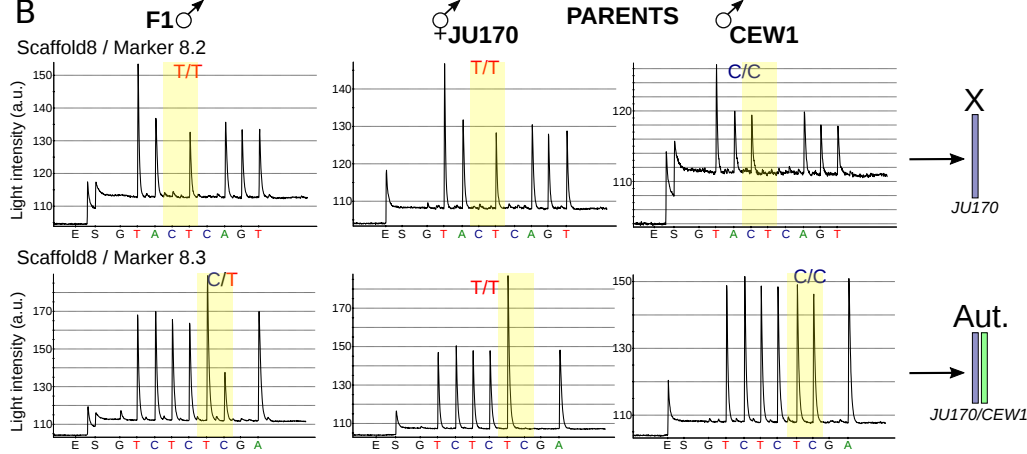 B
F1♂ ⚥JU170 PARENTS ♂CEW1
Scaffold8 / Marker 8.2
Light intensity (a.u.)
150
140
130
120
110
T/T
E S G T A C T C A G T
140
130
120
110
T/T
E S G T A C T C A G T
120
110
C/C
E S G T A C T C A G T
X
JU170
Scaffold8 / Marker 8.3
Light intensity (a.u.)
170
150
130
110
C/T
E S G T C T C T C G A
170
150
130
110
T/T
E S G T C T C T C G A
150
130
110
C/C
E S G T C T C T C G A
Aut.
JU170/CEW1